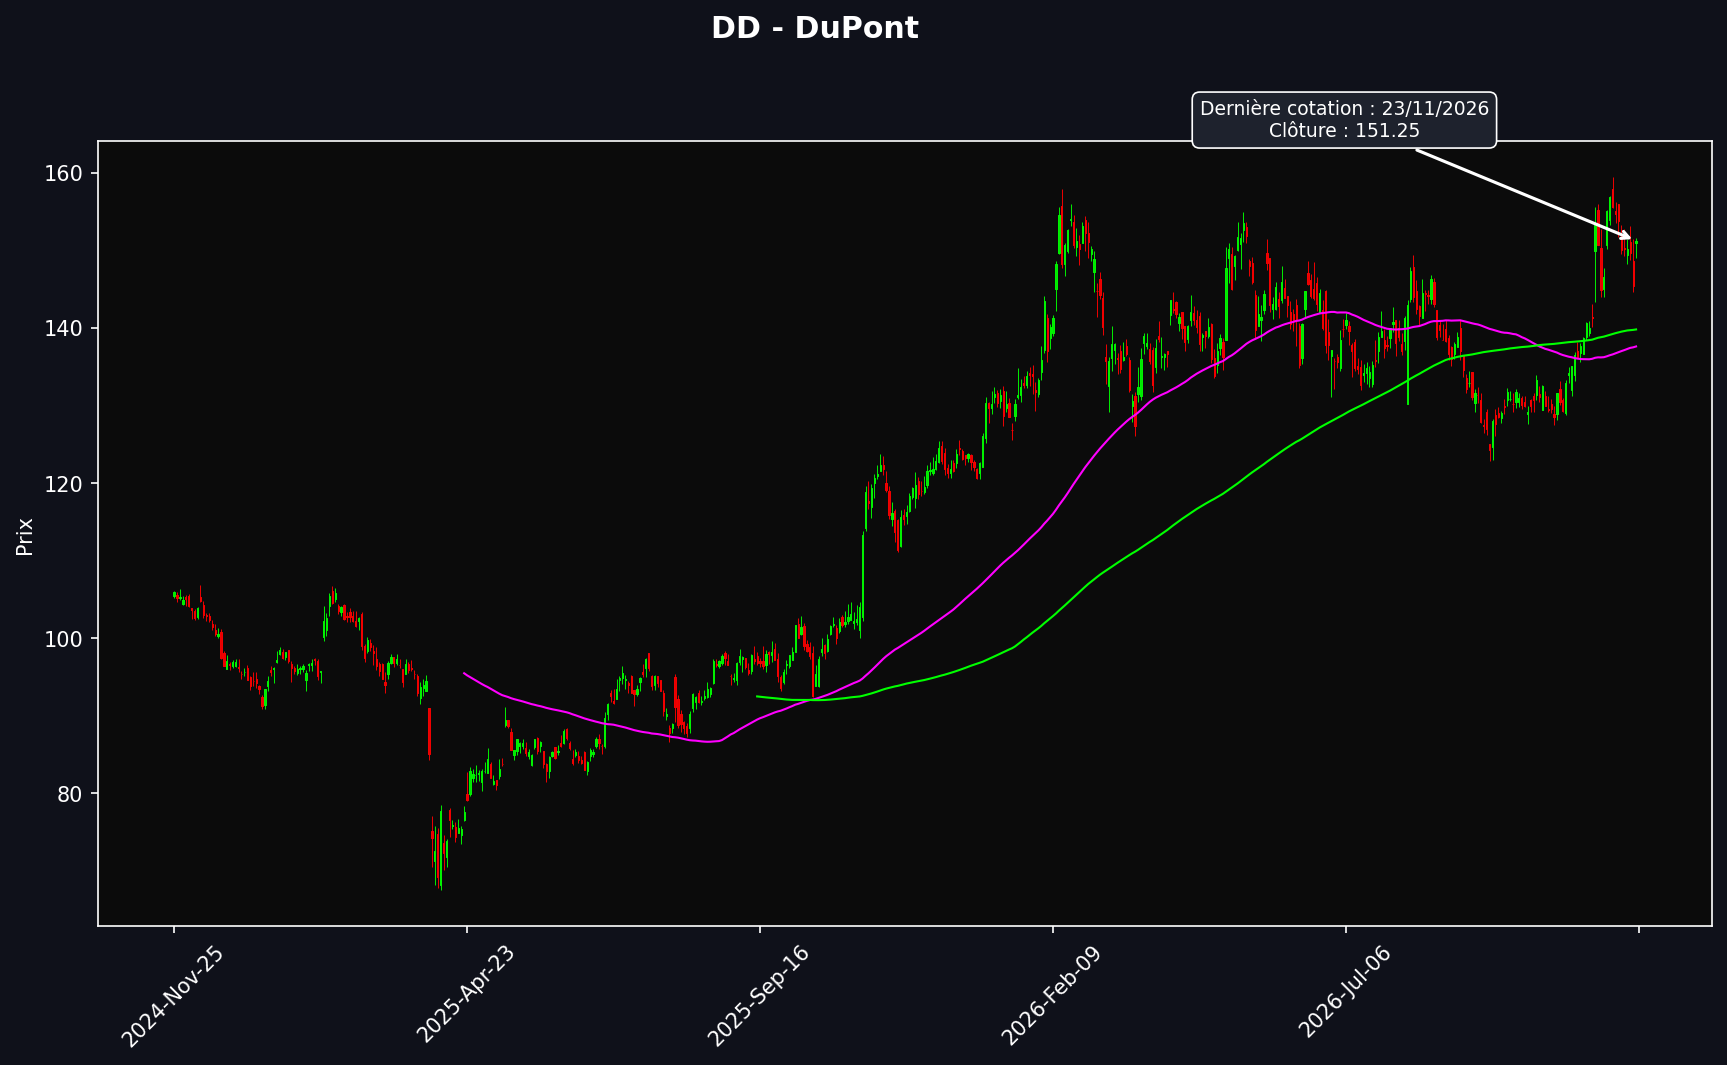 DD - DuPont
Dernière cotation : 23/11/2026
Clôture : 151.25
160
140
120
100
80
Prix
2024-Nov-25
2025-Apr-23
2025-Sep-16
2026-Feb-09
2026-Jul-06